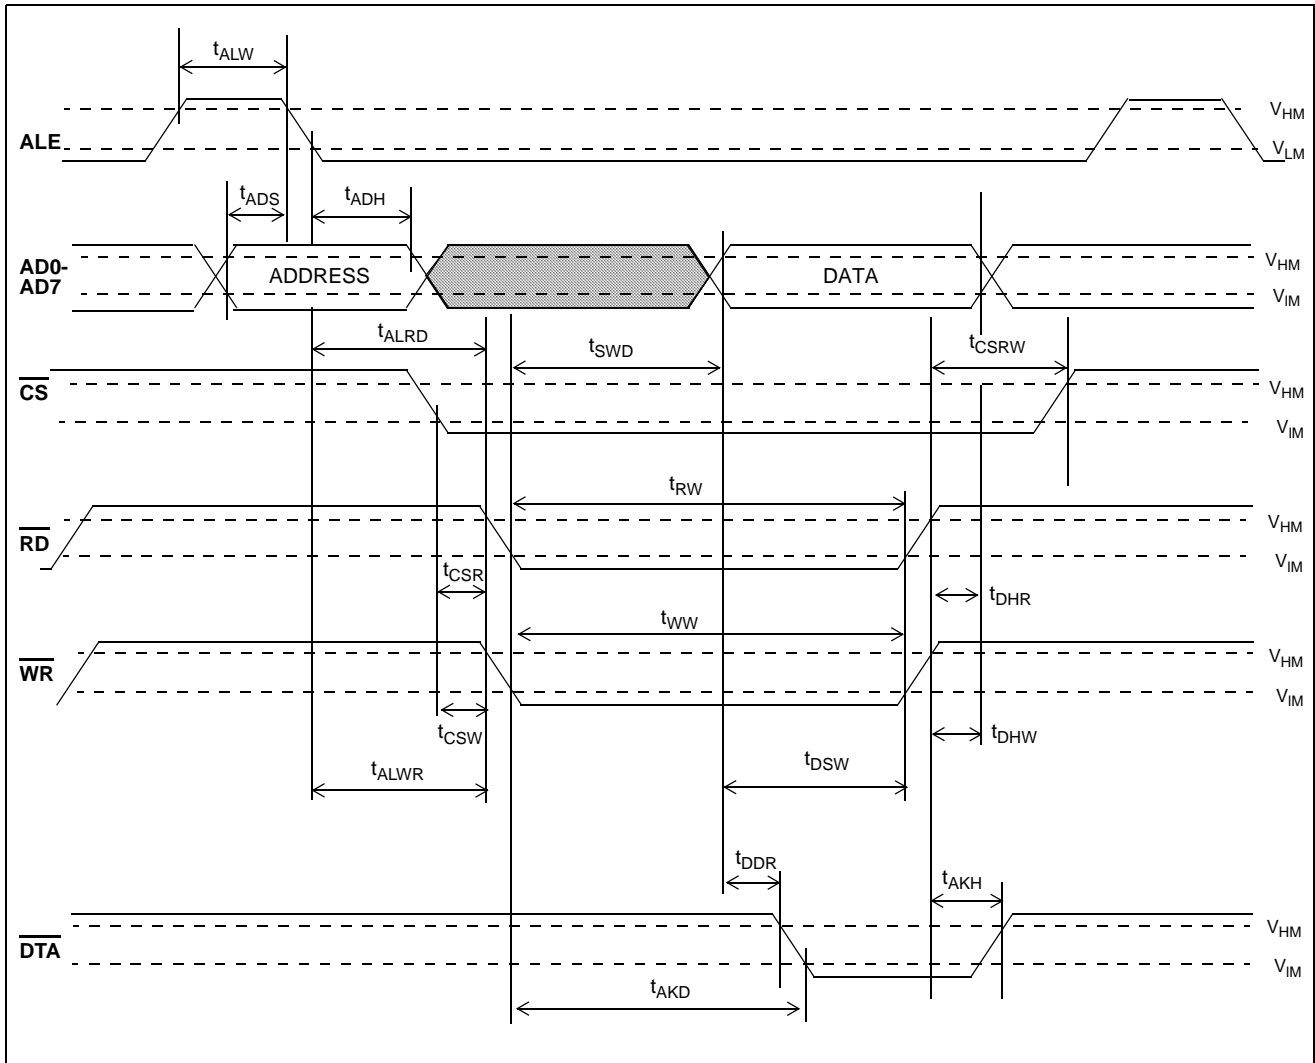 tALW
VHM
ALE
VLM
tADS
tADH
AD0-
AD7
ADDRESS
DATA
VHM
VIM
tALRD
tSWD
tCSRW
CS
VHM
VIM
tRW
RD
VHM
VIM
tCSR
tDHR
tWW
WR
VHM
VIM
tCSW
tDHW
tALWR
tDSW
tDDR
tAKH
DTA
VHM
VIM
tAKD